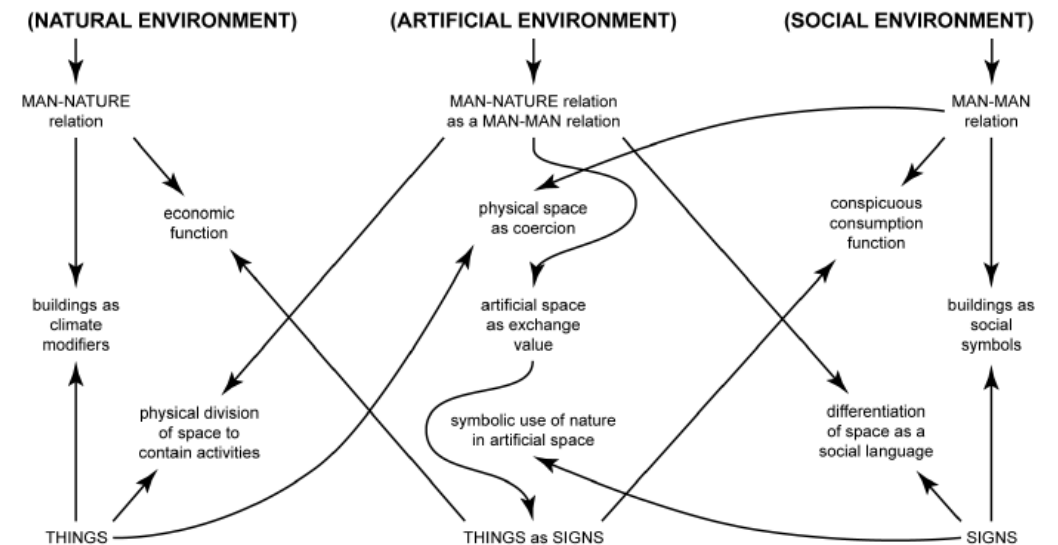 (NATURAL ENVIRONMENT)
(ARTIFICIAL ENVIRONMENT)
(SOCIAL ENVIRONMENT)
MAN-NATURE
relation
MAN-NATURE relation
as a MAN-MAN relation
MAN-MAN
relation
economic
function
physical space
as coercion
conspicuous
consumption
function
buildings as
climate
modifiers
artificial space
as exchange
value
buildings as
social
symbols
physical division
of space to
contain activities
symbolic use of nature
in artificial space
differentiation
of space as a
social language
THINGS
THINGS as SIGNS
SIGNS